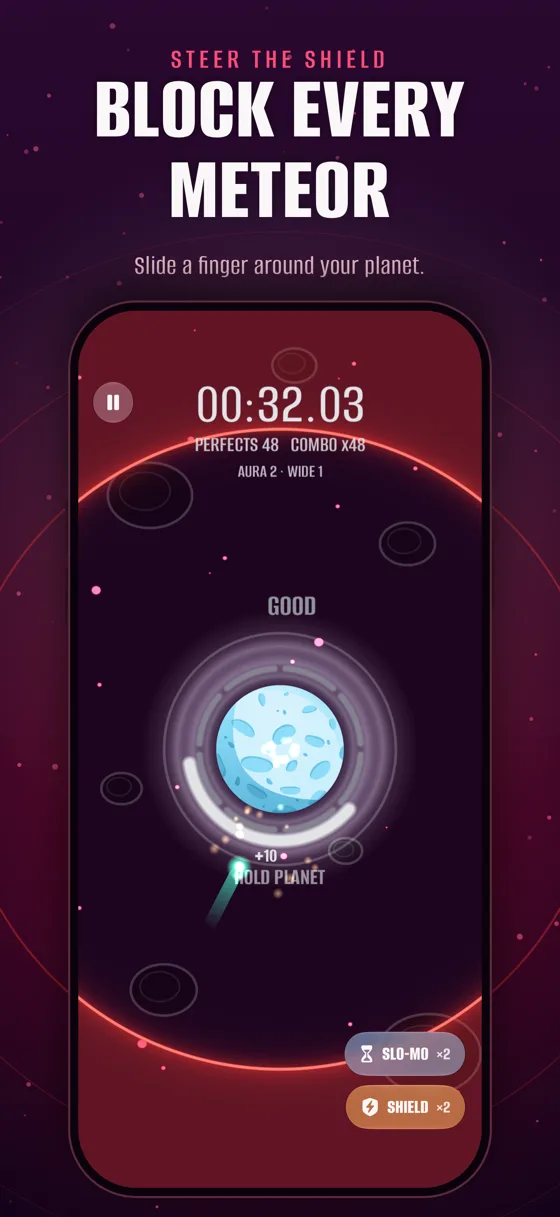 STEER THE SHIELD
BLOCK EVERY
METEOR
Slide a finger around your planet.
00:32.03
PERFECTS 48 COMBO x48
AURA 2 · WIDE 1
GOOD
+10
HOLD PLANET
SLO-MO ×2
SHIELD ×2